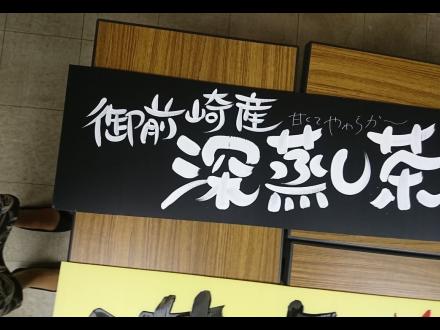 御前崎産 甘くてやわらか〜
深蒸し茶